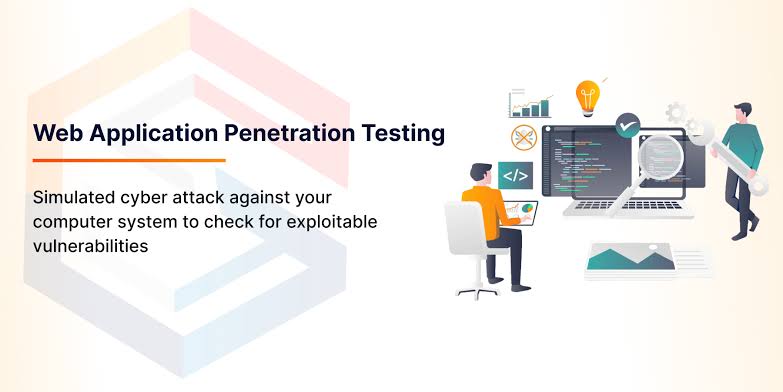 Web Application Penetration Testing
Simulated cyber attack against your
computer system to check for exploitable
vulnerabilities
</>